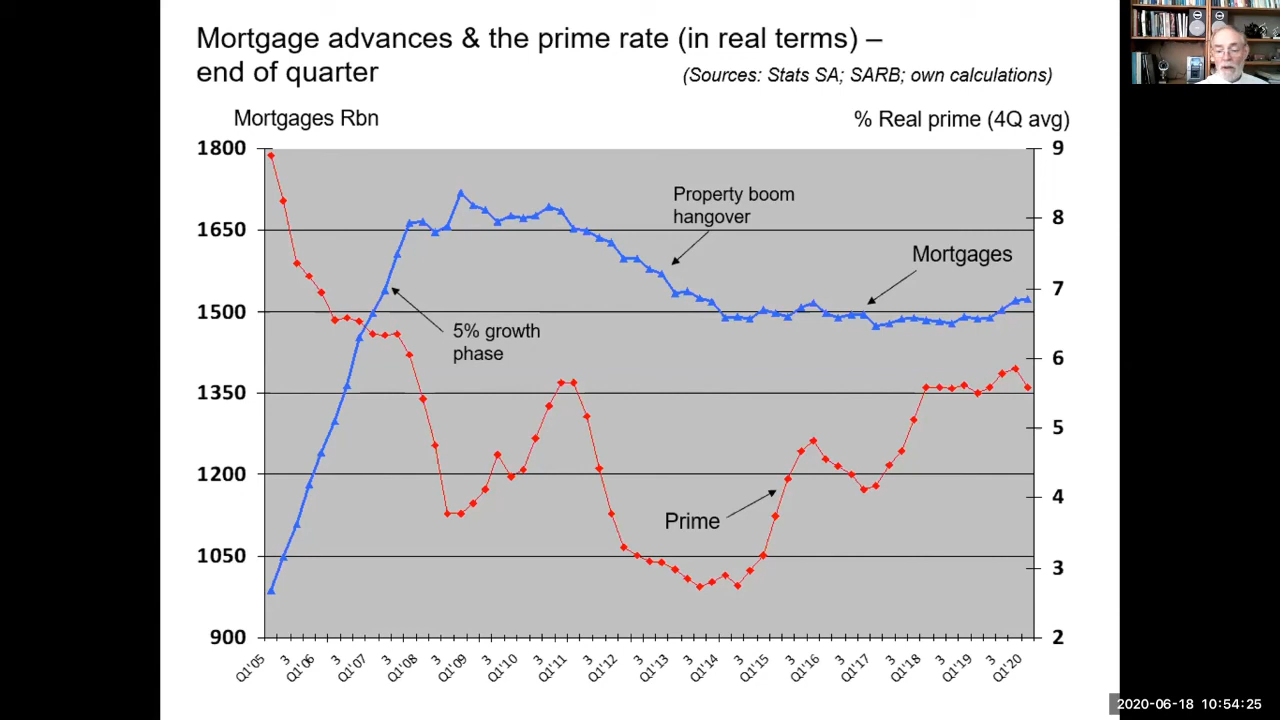 Mortgage advances & the prime rate (in real terms) –
end of quarter
(Sources: Stats SA; SARB; own calculations)
Mortgages Rbn
% Real prime (4Q avg)
1800
1650
1500
1350
1200
1050
900
9
8
7
6
5
4
3
2
Property boom
hangover
Mortgages
5% growth
phase
Prime
Q1'05
3
Q1'06
3
Q1'07
3
Q1'08
3
Q1'09
3
Q1'10
3
Q1'11
3
Q1'12
3
Q1'13
3
Q1'14
3
Q1'15
3
Q1'16
3
Q1'17
3
Q1'18
3
Q1'19
3
Q1'20
2020-06-18 10:54:25